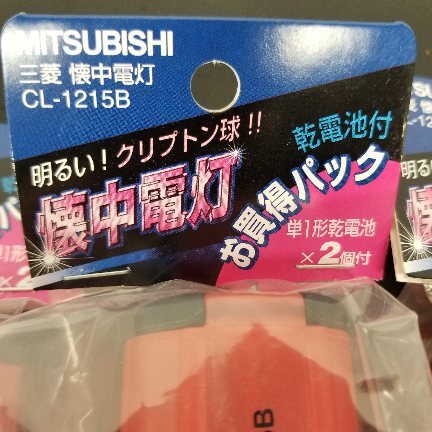 MITSUBISHI
三菱 懐中電灯
CL-1215B
明るい!クリプトン球!!
懐中電灯
乾電池付
お買得パック
単1形乾電池
×2個付